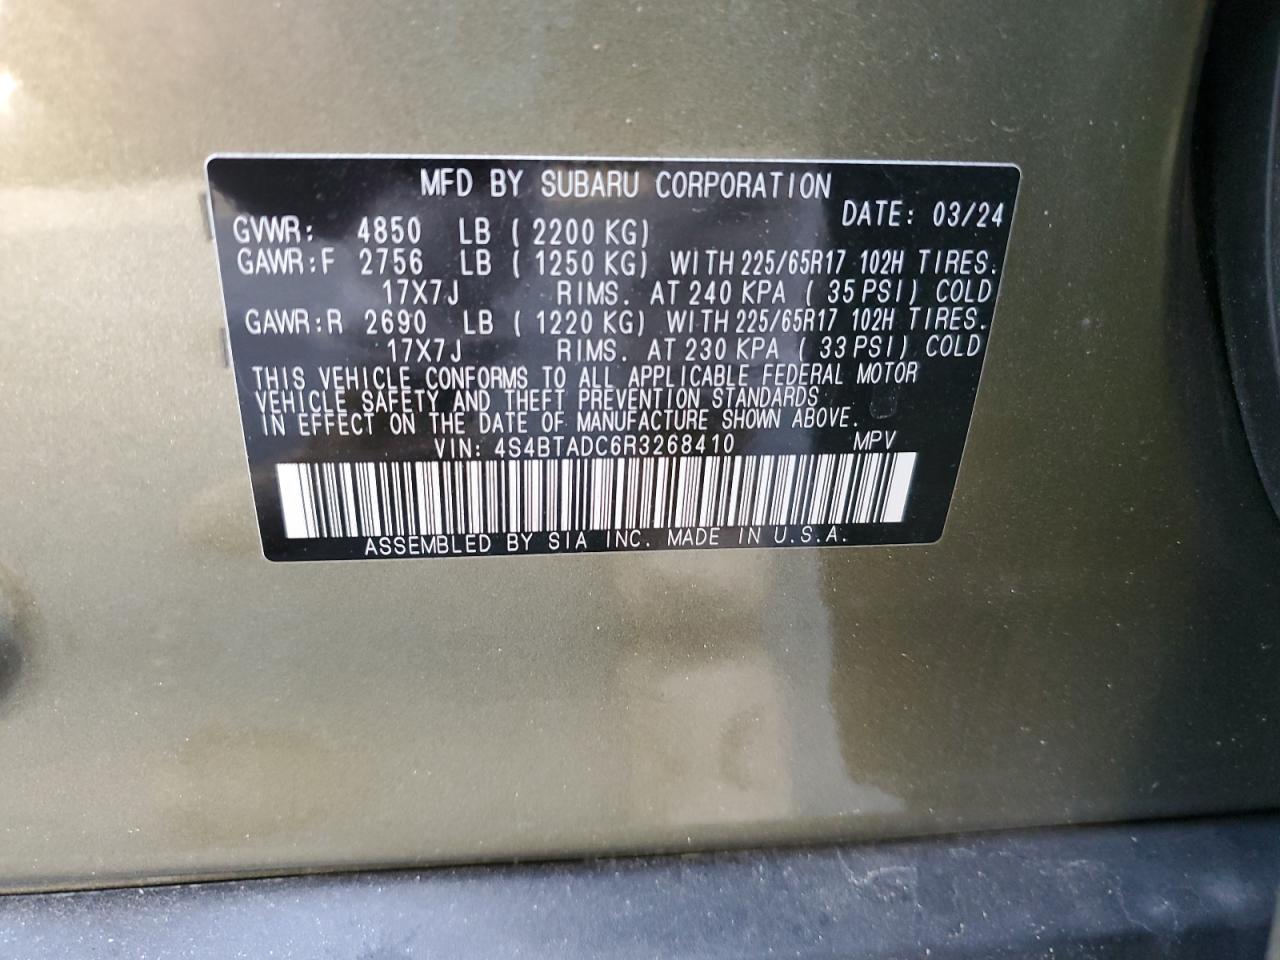 MFD BY SUBARU CORPORATION
DATE: 03/24
GVWR: 4850 LB ( 2200 KG)
GAWR:F 2756 LB ( 1250 KG) WITH 225/65R17 102H TIRES.
17X7J RIMS. AT 240 KPA ( 35 PSI) COLD
GAWR:R 2690 LB ( 1220 KG) WITH 225/65R17 102H TIRES.
17X7J RIMS. AT 230 KPA ( 33 PSI) COLD
THIS VEHICLE CONFORMS TO ALL APPLICABLE FEDERAL MOTOR
VEHICLE SAFETY AND THEFT PREVENTION STANDARDS
IN EFFECT ON THE DATE OF MANUFACTURE SHOWN ABOVE.
VIN: 4S4BTADC6R3268410 MPV
ASSEMBLED BY SIA INC. MADE IN U.S.A.